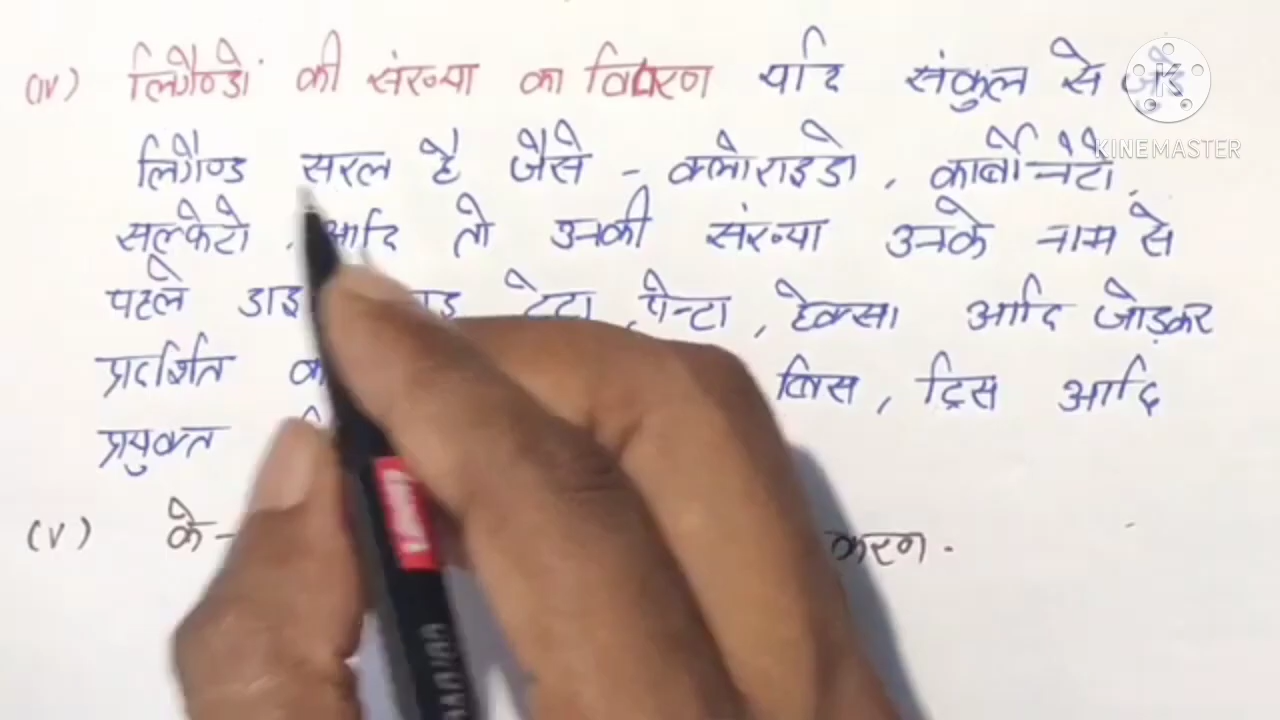 (IV) लिगैण्डो की संख्या का विवरण यदि संकुल से जुड़े
KINEMASTER
लिगैण्ड सरल है जैसे - क्लोराइडो, कार्बोनेटो,
सल्फेटो, आदि तो उनकी संख्या उनके नाम से
पहले टेट्रा, पेन्टा, हेक्सा आदि जोड़कर
प्रदर्शित बिस, ट्रिस आदि
प्रयुक्त
(V) के- करण.